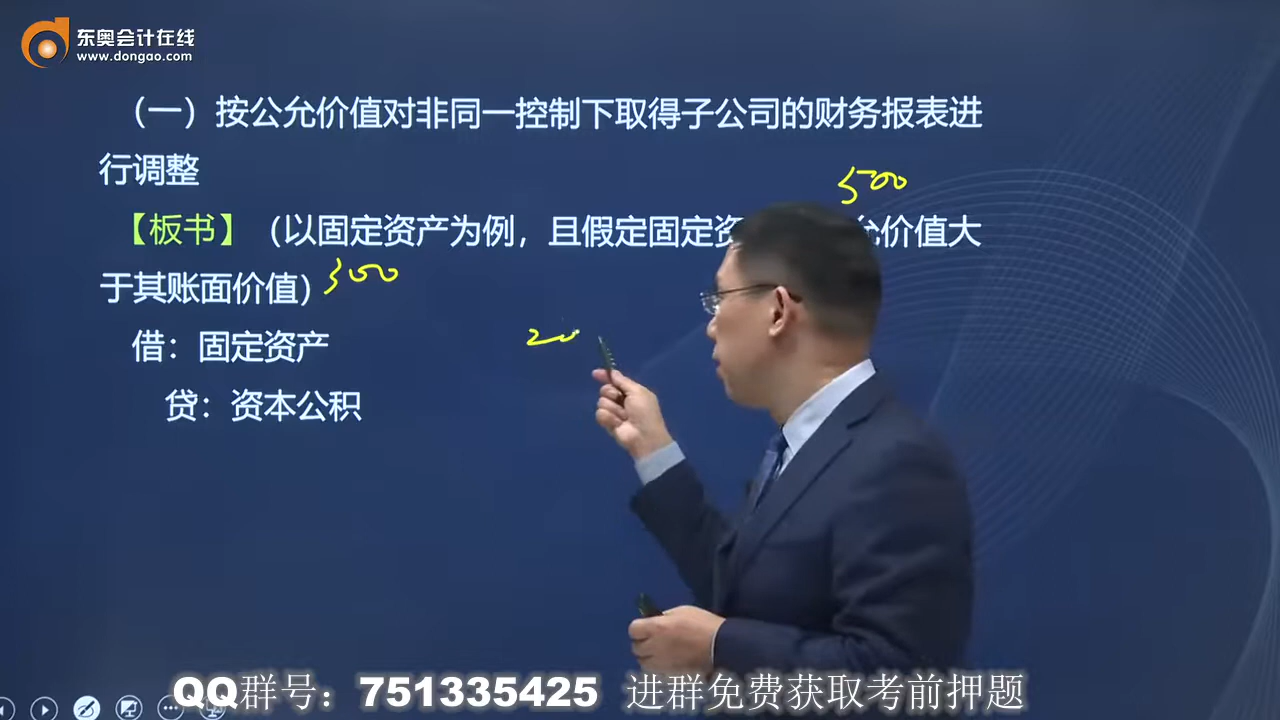 东奥会计在线
www.dongao.com
（一）按公允价值对非同一控制下取得子公司的财务报表进
行调整
500
【板书】（以固定资产为例，且假定固定资 允价值大
于其账面价值）300
借：固定资产
贷：资本公积
QQ群号：751335425 进群免费获取考前押题